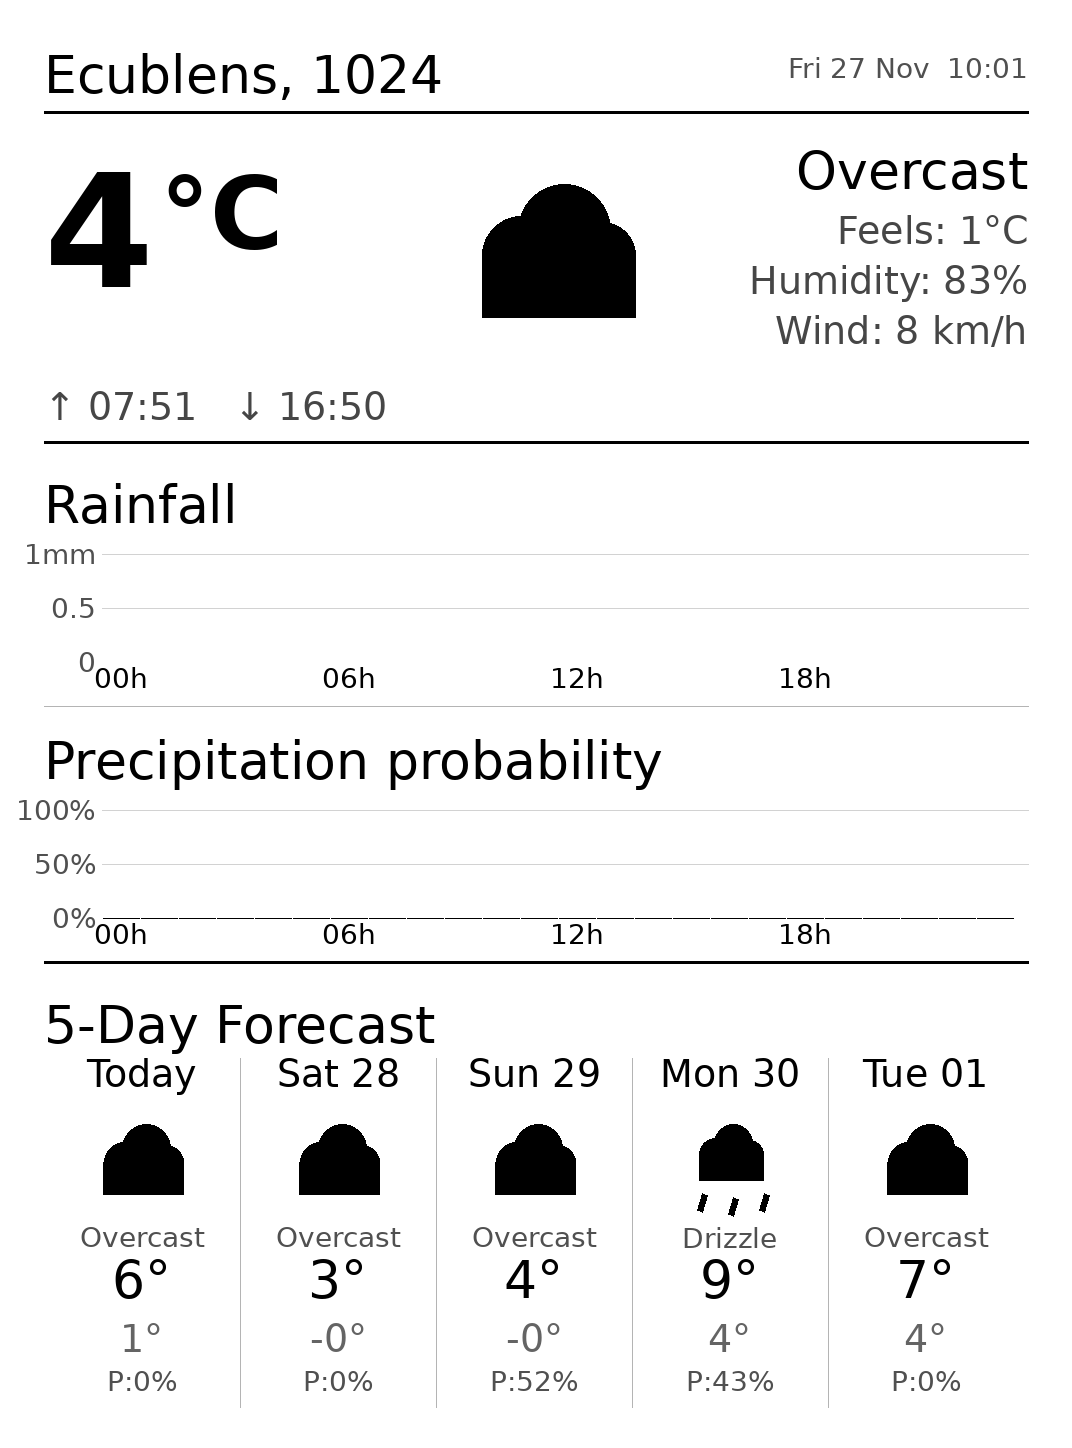 Ecublens, 1024
Fri 27 Nov  10:01
4°C
Overcast
Feels: 1°C
Humidity: 83%
Wind: 8 km/h
↑ 07:51   ↓ 16:50
Rainfall
1mm
0.5
0
00h 06h 12h 18h
Precipitation probability
100%
50%
0%
00h 06h 12h 18h
5-Day Forecast
Today Sat 28 Sun 29 Mon 30 Tue 01
Overcast Overcast Overcast Drizzle Overcast
6° 3° 4° 9° 7°
1° -0° -0° 4° 4°
P:0% P:0% P:52% P:43% P:0%